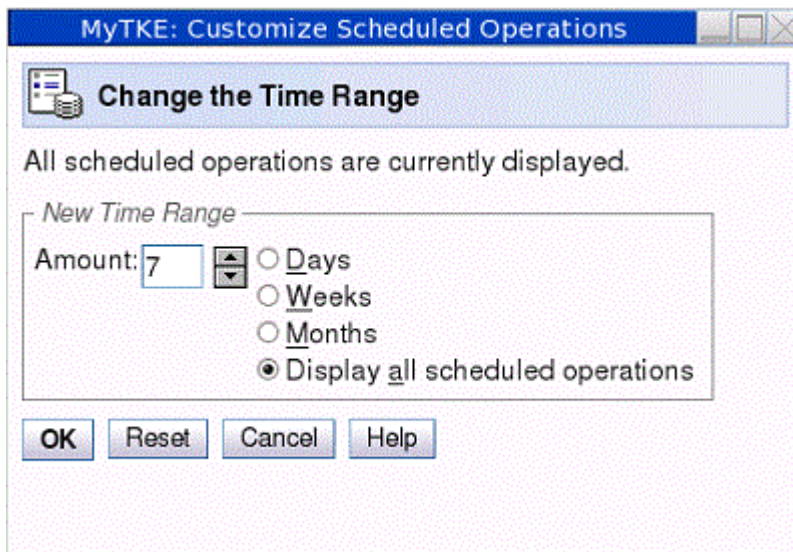 MyTKE: Customize Scheduled Operations
Change the Time Range
All scheduled operations are currently displayed.
New Time Range
Amount: 7
Days
Weeks
Months
Display all scheduled operations
OK Reset Cancel Help